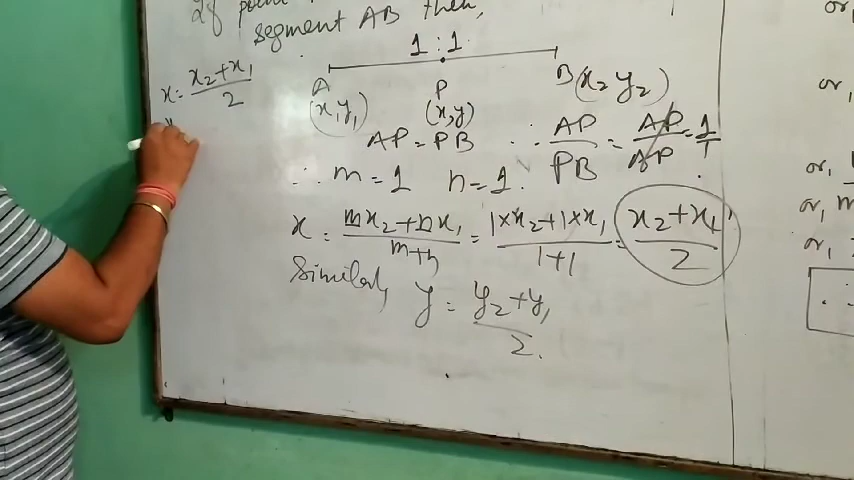 If point
segment AB then,
1 : 1
x = x₂+x₁/2
A P B(x₂ y₂)
(x₁y₁) (x,y)
AP = PB ∴ AP/PB = AP/AP = 1/1
∴ m = 1 n = 1.
x = mx₂+nx₁/m+n = 1×x₂+1×x₁/1+1 = x₂+x₁/2
Similarly y = y₂+y₁/2.
or,
or,
or,
or, m
or,